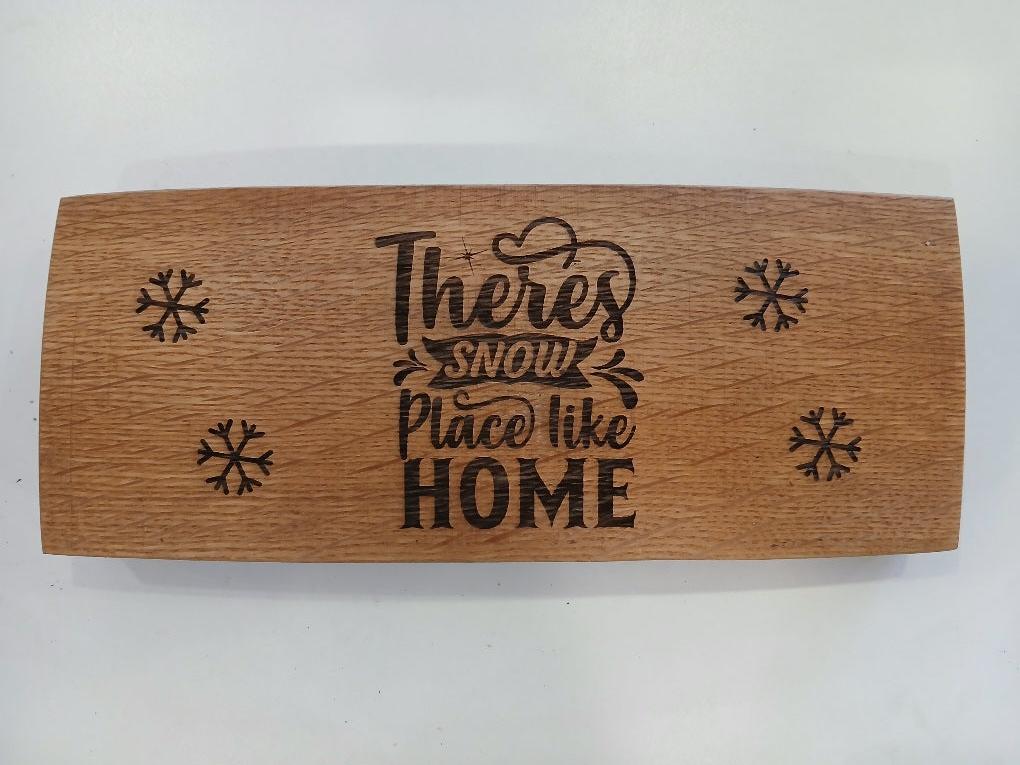 Theres
SNOW
Place like
HOME